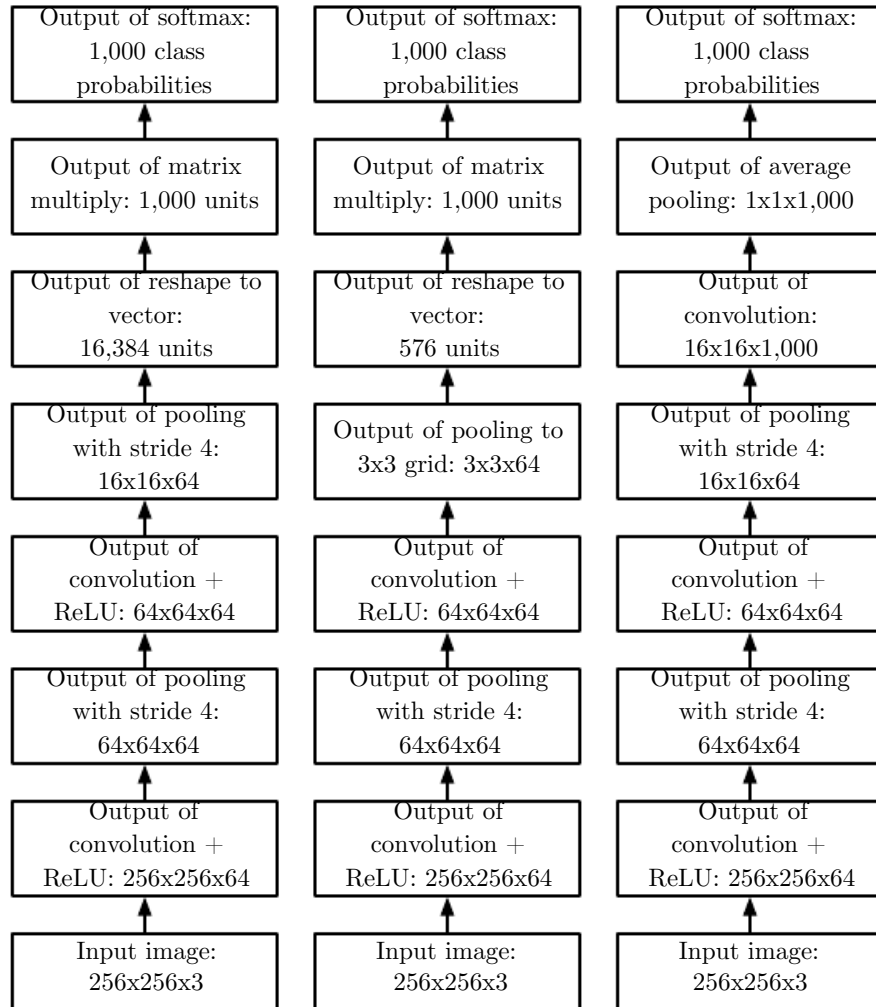 Output of softmax:
1,000 class
probabilities
Output of matrix
multiply: 1,000 units
Output of reshape to
vector:
16,384 units
Output of pooling
with stride 4:
16x16x64
Output of
convolution +
ReLU: 64x64x64
Output of pooling
with stride 4:
64x64x64
Output of
convolution +
ReLU: 256x256x64
Input image:
256x256x3
Output of softmax:
1,000 class
probabilities
Output of matrix
multiply: 1,000 units
Output of reshape to
vector:
576 units
Output of pooling to
3x3 grid: 3x3x64
Output of
convolution +
ReLU: 64x64x64
Output of pooling
with stride 4:
64x64x64
Output of
convolution +
ReLU: 256x256x64
Input image:
256x256x3
Output of softmax:
1,000 class
probabilities
Output of average
pooling: 1x1x1,000
Output of
convolution:
16x16x1,000
Output of pooling
with stride 4:
16x16x64
Output of
convolution +
ReLU: 64x64x64
Output of pooling
with stride 4:
64x64x64
Output of
convolution +
ReLU: 256x256x64
Input image:
256x256x3